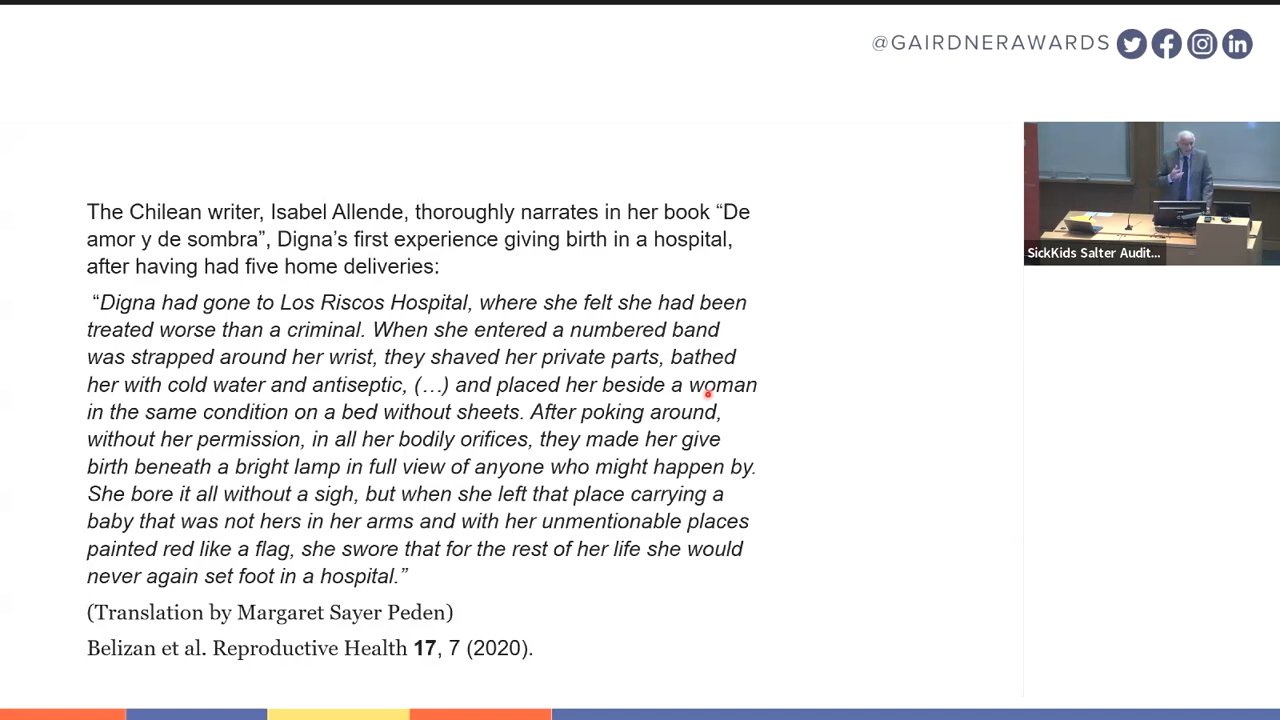 @GAIRDNERAWARDS
The Chilean writer, Isabel Allende, thoroughly narrates in her book “De
amor y de sombra”, Digna’s first experience giving birth in a hospital,
after having had five home deliveries:
“Digna had gone to Los Riscos Hospital, where she felt she had been
treated worse than a criminal. When she entered a numbered band
was strapped around her wrist, they shaved her private parts, bathed
her with cold water and antiseptic, (…) and placed her beside a woman
in the same condition on a bed without sheets. After poking around,
without her permission, in all her bodily orifices, they made her give
birth beneath a bright lamp in full view of anyone who might happen by.
She bore it all without a sigh, but when she left that place carrying a
baby that was not hers in her arms and with her unmentionable places
painted red like a flag, she swore that for the rest of her life she would
never again set foot in a hospital.”
(Translation by Margaret Sayer Peden)
Belizan et al. Reproductive Health 17, 7 (2020).
SickKids Salter Audit...